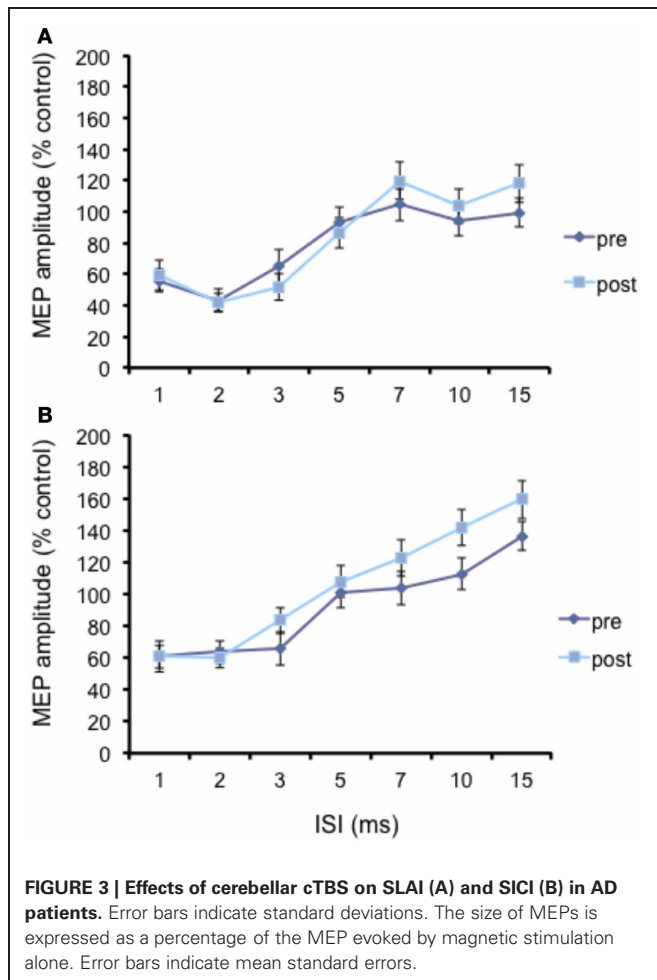 A
MEP amplitude (% control)
200
180
160
140
120
100
80
60
40
20
0
1 2 3 5 7 10 15
pre
post
B
MEP amplitude (% control)
200
180
160
140
120
100
80
60
40
20
0
1 2 3 5 7 10 15
pre
post
ISI (ms)
FIGURE 3 | Effects of cerebellar cTBS on SLAI (A) and SICI (B) in AD
patients. Error bars indicate standard deviations. The size of MEPs is
expressed as a percentage of the MEP evoked by magnetic stimulation
alone. Error bars indicate mean standard errors.